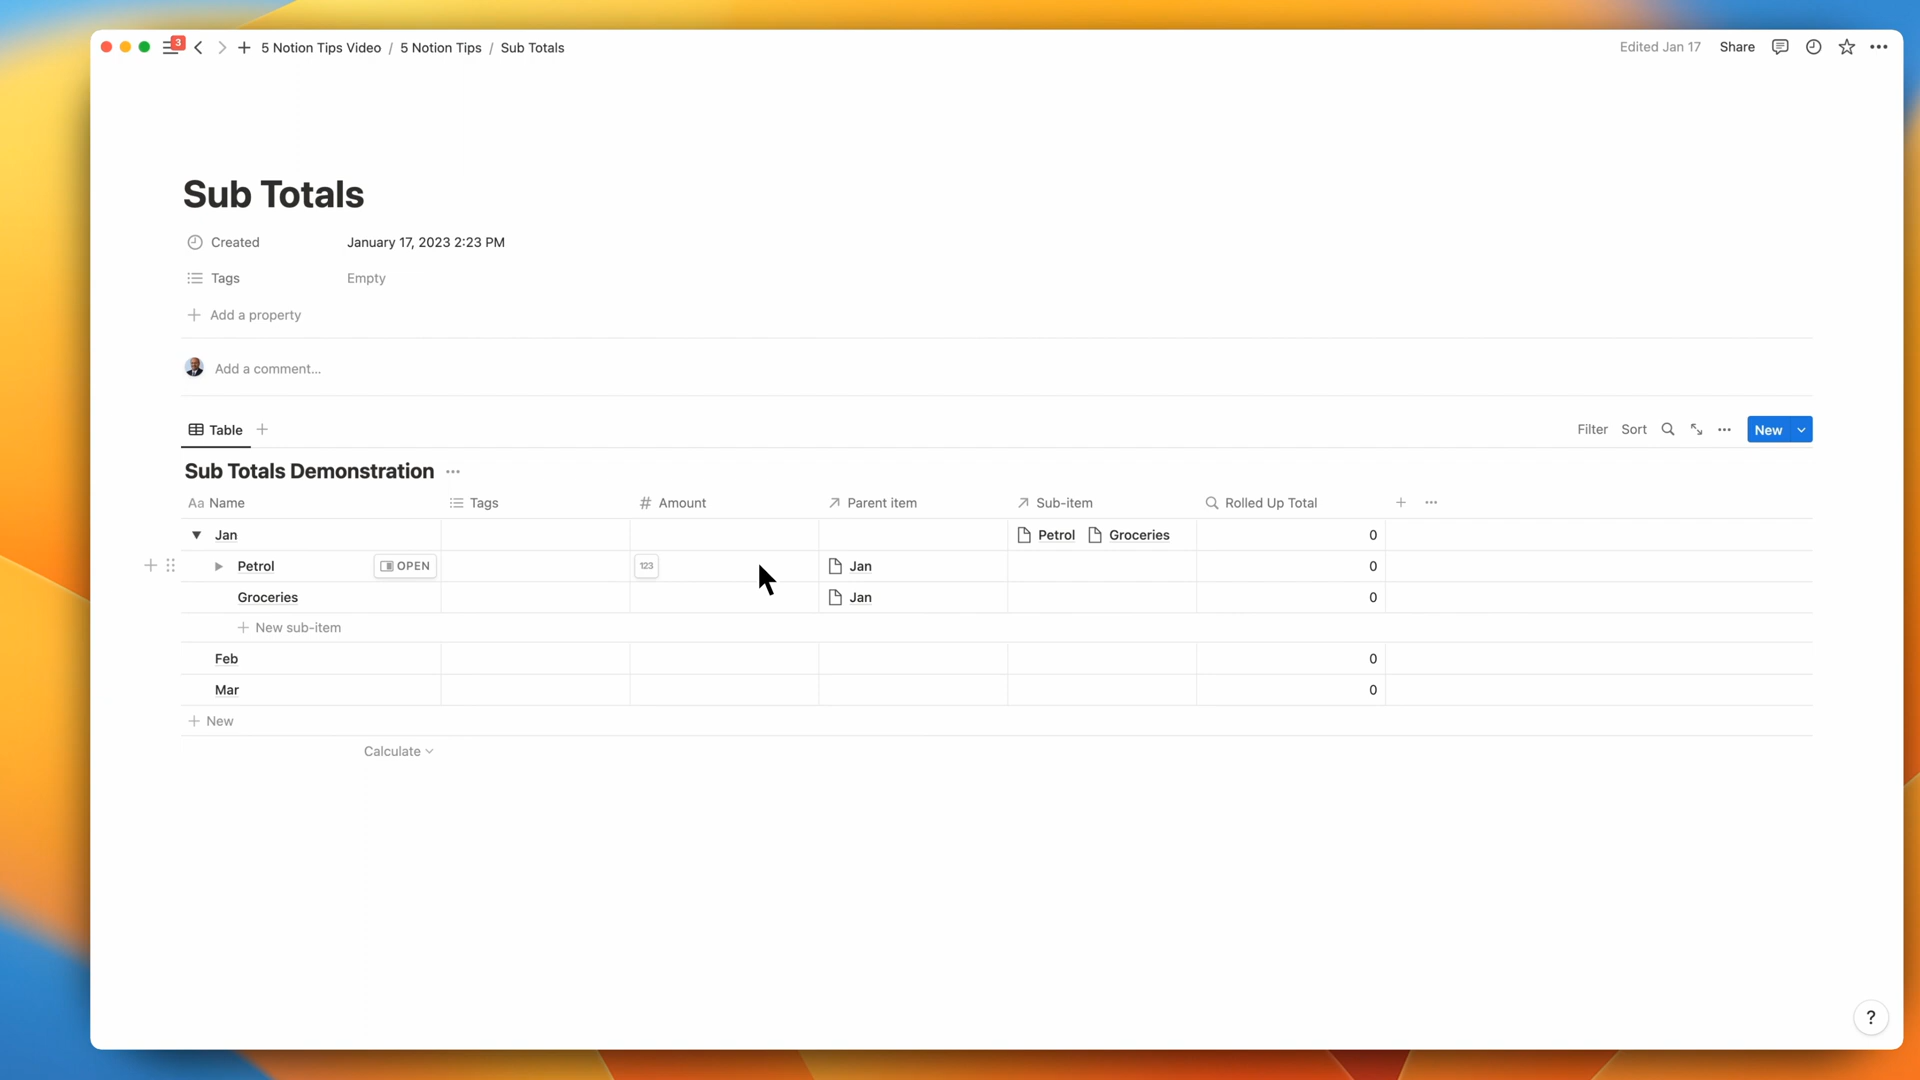 3 5 Notion Tips Video / 5 Notion Tips / Sub Totals Edited Jan 17 Share
Sub Totals
Created January 17, 2023 2:23 PM
Tags Empty
Add a property
Add a comment...
Table Filter Sort New
Sub Totals Demonstration
Aa Name Tags # Amount Parent item Sub-item Rolled Up Total
Jan Petrol Groceries 0
Petrol OPEN 123 Jan 0
Groceries Jan 0
New sub-item
Feb 0
Mar 0
New
Calculate
?